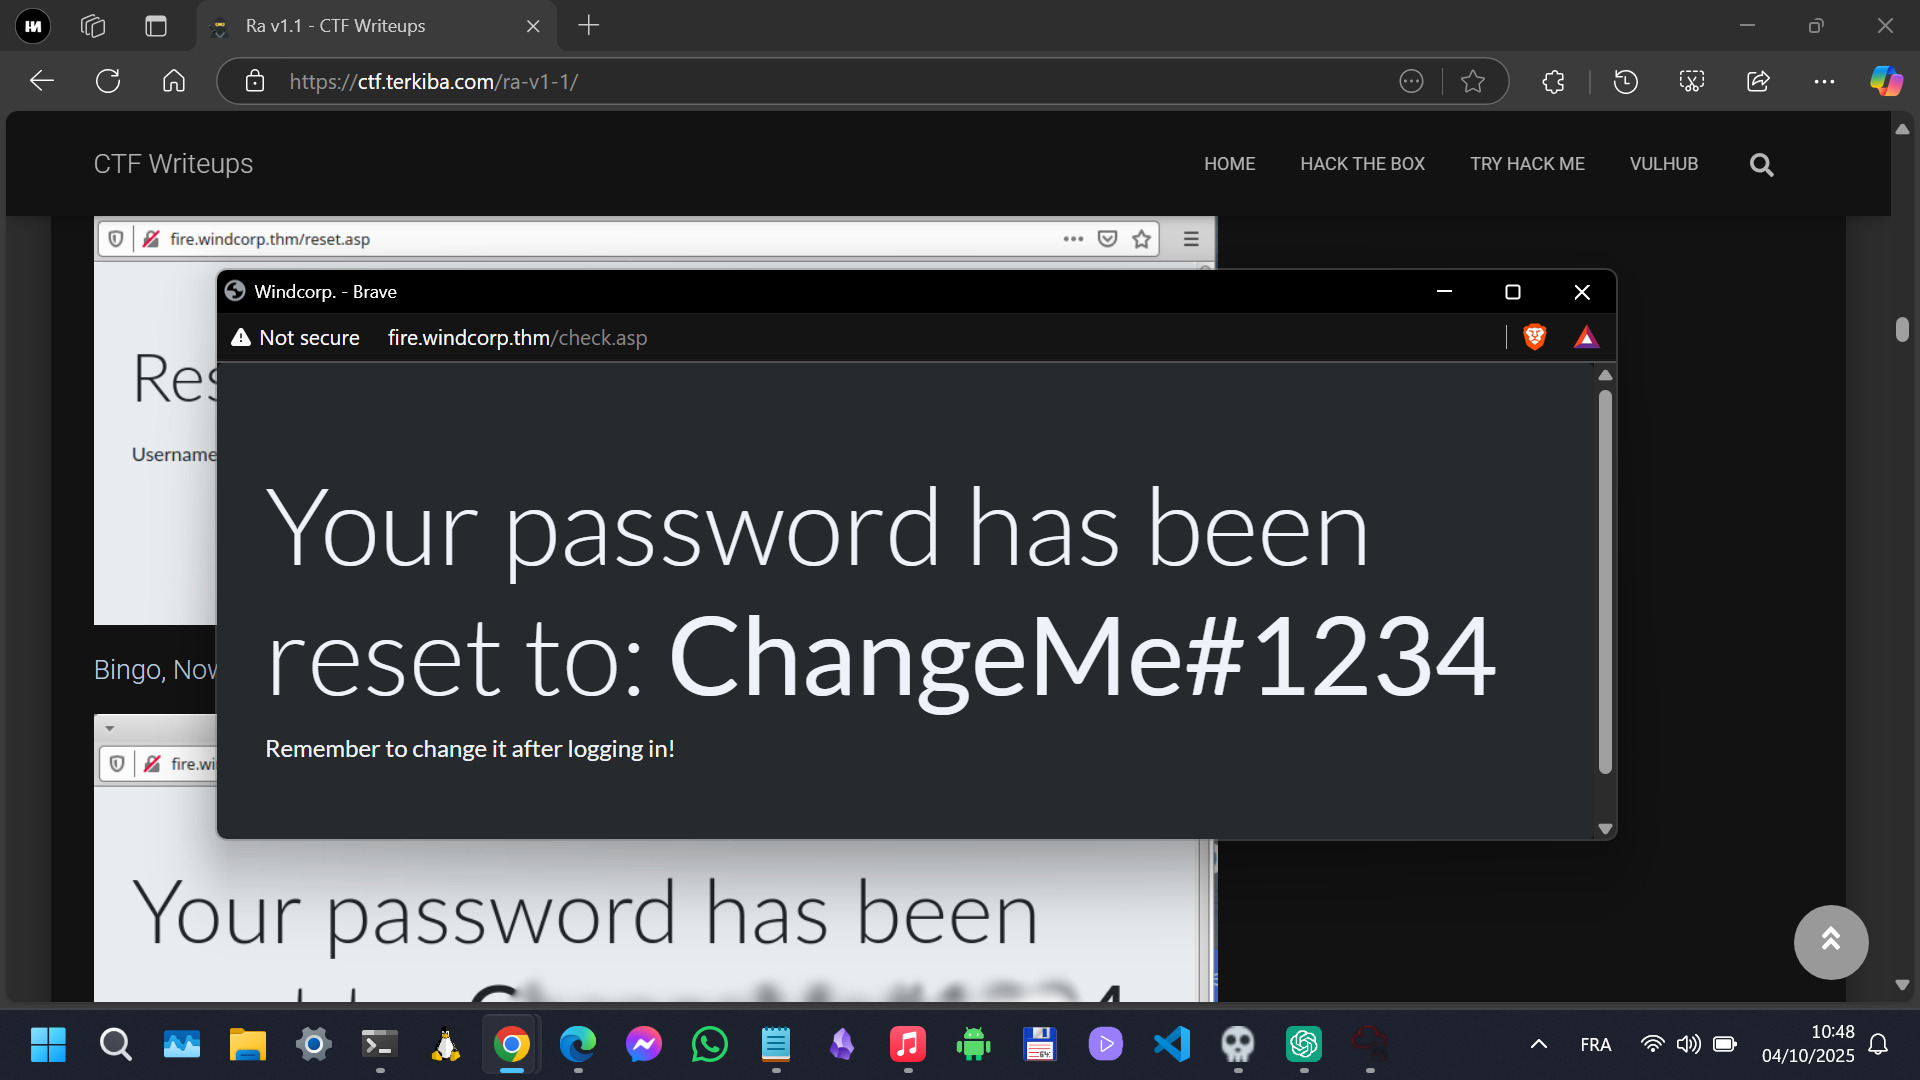 Ra v1.1 - CTF Writeups
https://ctf.terkiba.com/ra-v1-1/
CTF Writeups
HOME
HACK THE BOX
TRY HACK ME
VULHUB
fire.windcorp.thm/reset.asp
Windcorp. - Brave
Not secure
fire.windcorp.thm/check.asp
Res
Username
Your password has been
reset to: ChangeMe#1234
Remember to change it after logging in!
Bingo, Now
fire.wi
Your password has been
FRA
10:48
04/10/2025